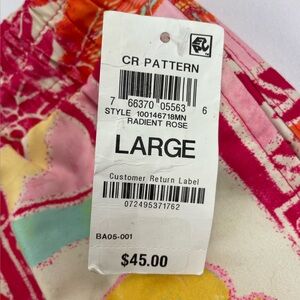 CR PATTERN
7 66370 05563 6
STYLE 100146718MN
RADIENT ROSE
LARGE
Customer Return Label
072495371762
BA05-001
$45.00